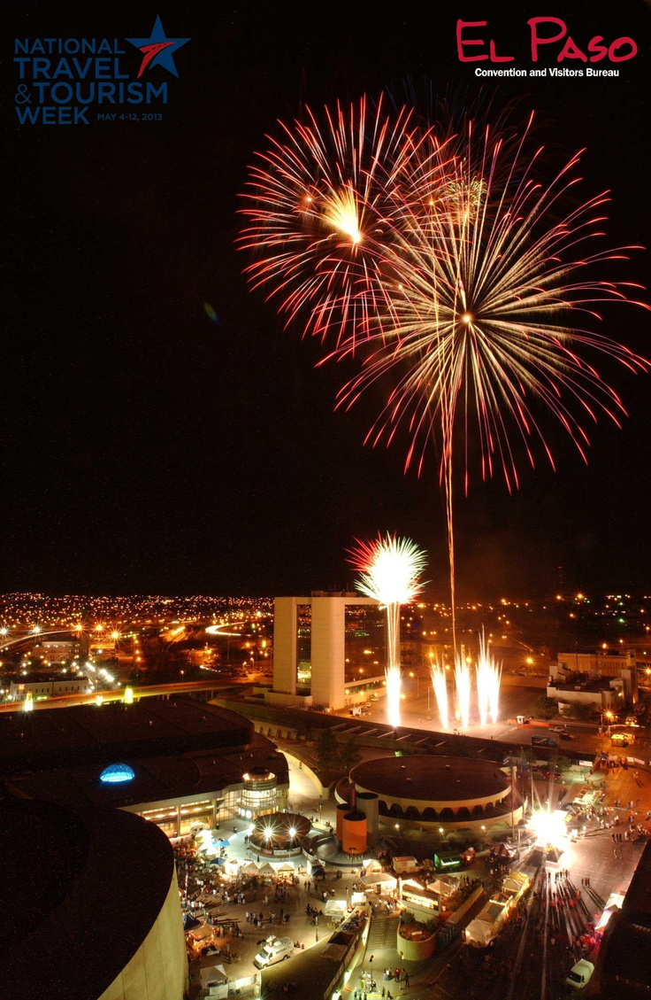 NATIONAL
TRAVEL
& TOURISM
WEEK MAY 4-12, 2013
EL PASO
Convention and Visitors Bureau